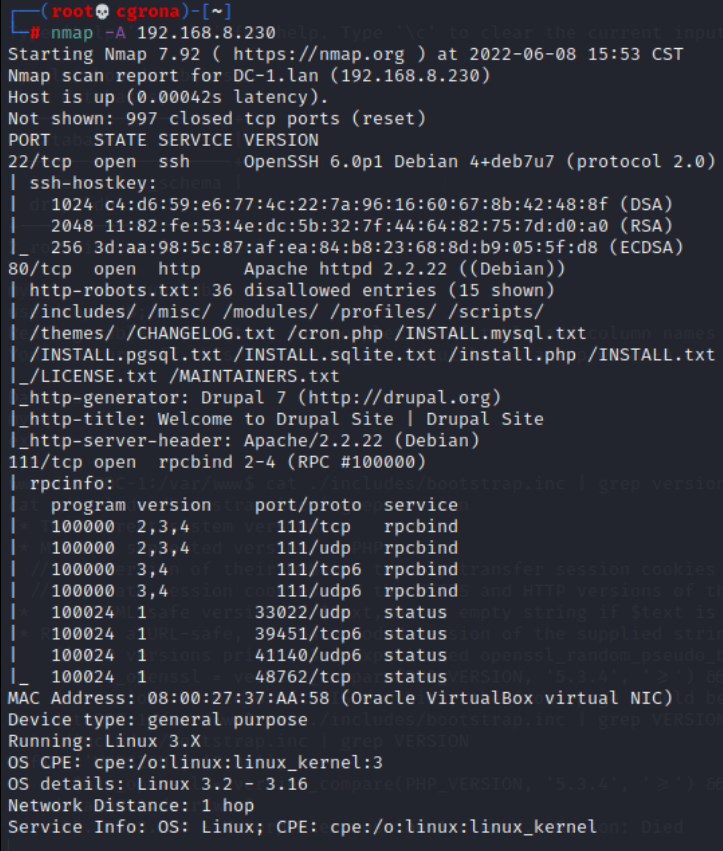 (root💀cgrona)-[~]
# nmap -A 192.168.8.230
Starting Nmap 7.92 ( https://nmap.org ) at 2022-06-08 15:53 CST
Nmap scan report for DC-1.lan (192.168.8.230)
Host is up (0.00042s latency).
Not shown: 997 closed tcp ports (reset)
PORT    STATE SERVICE VERSION
22/tcp  open  ssh     OpenSSH 6.0p1 Debian 4+deb7u7 (protocol 2.0)
| ssh-hostkey:
|   1024 c4:d6:59:e6:77:4c:22:7a:96:16:60:67:8b:42:48:8f (DSA)
|   2048 11:82:fe:53:4e:dc:5b:32:7f:44:64:82:75:7d:d0:a0 (RSA)
|_  256 3d:aa:98:5c:87:af:ea:84:b8:23:68:8d:b9:05:5f:d8 (ECDSA)
80/tcp  open  http    Apache httpd 2.2.22 ((Debian))
| http-robots.txt: 36 disallowed entries (15 shown)
| /includes/ /misc/ /modules/ /profiles/ /scripts/
| /themes/ /CHANGELOG.txt /cron.php /INSTALL.mysql.txt
| /INSTALL.pgsql.txt /INSTALL.sqlite.txt /install.php /INSTALL.txt
|_/LICENSE.txt /MAINTAINERS.txt
|_http-generator: Drupal 7 (http://drupal.org)
|_http-title: Welcome to Drupal Site | Drupal Site
|_http-server-header: Apache/2.2.22 (Debian)
111/tcp open  rpcbind 2-4 (RPC #100000)
| rpcinfo:
|   program version    port/proto  service
|   100000  2,3,4        111/tcp   rpcbind
|   100000  2,3,4        111/udp   rpcbind
|   100000  3,4          111/tcp6  rpcbind
|   100000  3,4          111/udp6  rpcbind
|   100024  1          33022/udp   status
|   100024  1          39451/tcp6  status
|   100024  1          41140/udp6  status
|_  100024  1          48762/tcp   status
MAC Address: 08:00:27:37:AA:58 (Oracle VirtualBox virtual NIC)
Device type: general purpose
Running: Linux 3.X
OS CPE: cpe:/o:linux:linux_kernel:3
OS details: Linux 3.2 - 3.16
Network Distance: 1 hop
Service Info: OS: Linux; CPE: cpe:/o:linux:linux_kernel